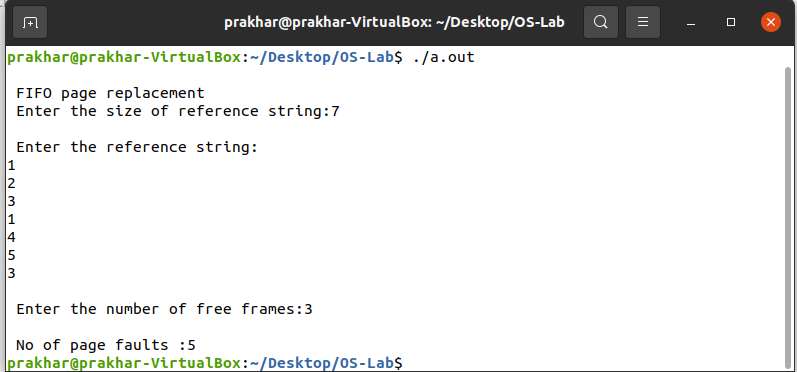 prakhar@prakhar-VirtualBox: ~/Desktop/OS-Lab
prakhar@prakhar-VirtualBox:~/Desktop/OS-Lab$ ./a.out
FIFO page replacement
Enter the size of reference string:7
Enter the reference string:
1
2
3
1
4
5
3
Enter the number of free frames:3
No of page faults :5
prakhar@prakhar-VirtualBox:~/Desktop/OS-Lab$